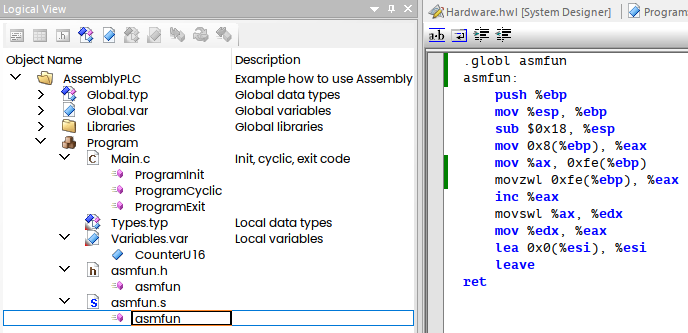 Logical View
Object Name Description
AssemblyPLC Example how to use Assembly
Global.typ Global data types
Global.var Global variables
Libraries Global libraries
Program
Main.c Init, cyclic, exit code
ProgramInit
ProgramCyclic
ProgramExit
Types.typ Local data types
Variables.var Local variables
CounterU16
asmfun.h
asmfun
asmfun.s
asmfun
Hardware.hwl [System Designer] Program
.globl asmfun
asmfun:
push %ebp
mov %esp, %ebp
sub $0x18, %esp
mov 0x8(%ebp), %eax
mov %ax, 0xfe(%ebp)
movzwl 0xfe(%ebp), %eax
inc %eax
movswl %ax, %edx
mov %edx, %eax
lea 0x0(%esi), %esi
leave
ret